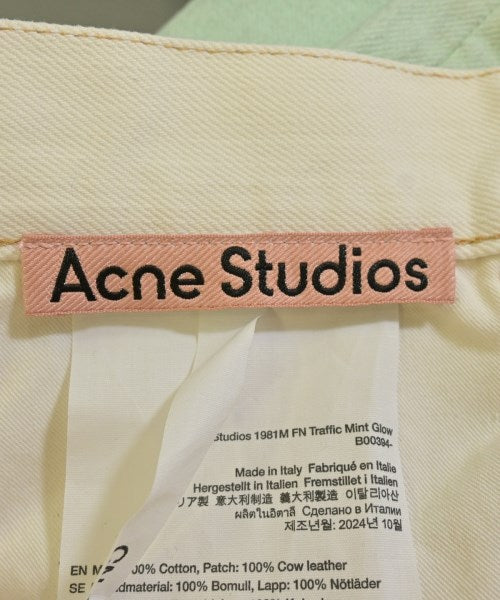 Acne Studios
Studios 1981M FN Traffic Mint Glow
B00394-
Made in Italy Fabriqué en Italie
Hergestellt in Italien Fremstillet i Italien
リア製 意大利制造 義大利製造 이탈리아산
ผลิตในอิตาลี Сделано в Италии
제조년월: 2024년 10월
EN 00% Cotton, Patch: 100% Cow leather
SE dmaterial: 100% Bomull, Lapp: 100% Nötläder